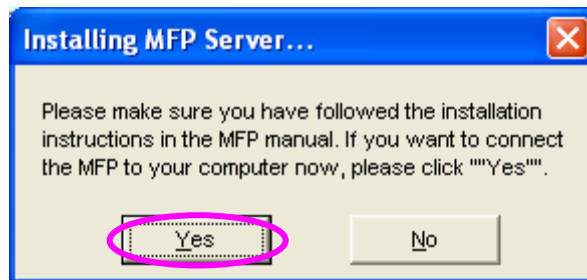 Installing MFP Server...
Please make sure you have followed the installation
instructions in the MFP manual. If you want to connect
the MFP to your computer now, please click ""Yes"".
Yes No